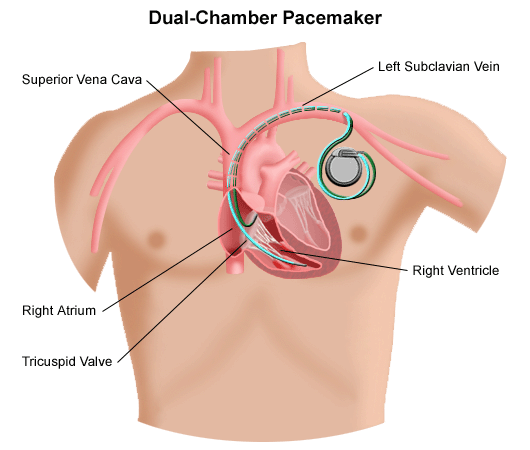 Dual-Chamber Pacemaker
Left Subclavian Vein
Superior Vena Cava
Right Ventricle
Right Atrium
Tricuspid Valve